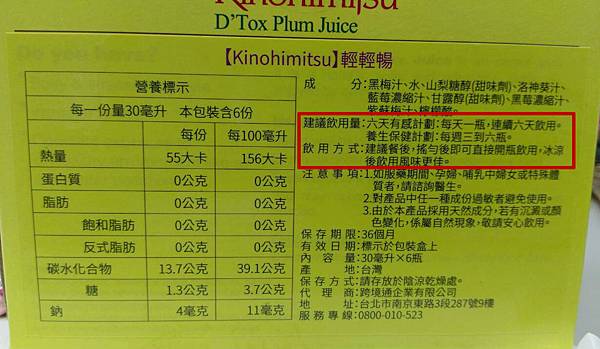 Kinohimitsu
D'Tox Plum Juice
【Kinohimitsu】輕輕暢
營養標示
每一份量30毫升 本包裝含6份
每份 每100毫升
熱量 55大卡 156大卡
蛋白質 0公克 0公克
脂肪 0公克 0公克
飽和脂肪 0公克 0公克
反式脂肪 0公克 0公克
碳水化合物 13.7公克 39.1公克
糖 1.3公克 3.7公克
鈉 4毫克 11毫克
成 分:黑梅汁、水、山梨糖醇(甜味劑)、洛神葵汁、
藍莓濃縮汁、甘露醇(甜味劑)、黑莓濃縮汁、
紫蘇梅汁、檸檬酸。
建議飲用量:六天有感計劃:每天一瓶,連續六天飲用。
養生保健計劃:每週三到六瓶。
飲用方式:建議餐後,搖勻後即可直接開瓶飲用,冰涼
後飲用風味更佳。
注意事項:1.如服藥期間、孕婦、哺乳中婦女或特殊體
質者,請諮詢醫生。
2.對產品中任一種成份過敏者避免使用。
3.由於本產品採用天然成分,若有沉澱或顏
色變化,係屬自然現象,敬請安心飲用。
保存期限:36個月
有效日期:標示於包裝盒上
內容量:30毫升×6瓶
產地:台灣
保存方式:請存放於陰涼乾燥處。
代理商:跨境通企業有限公司
地址:台北市南京東路3段287號9樓
服務專線:0800-010-523